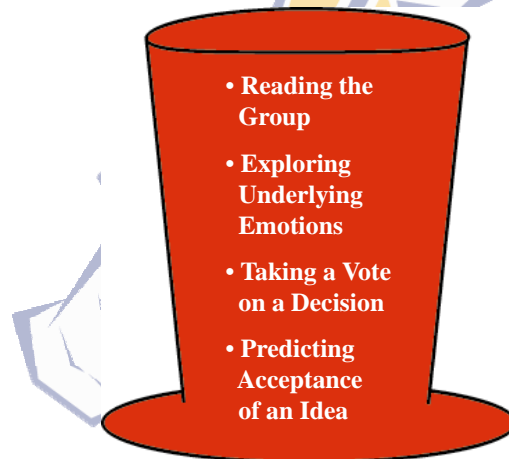 • Reading the
Group
• Exploring
Underlying
Emotions
• Taking a Vote
on a Decision
• Predicting
Acceptance
of an Idea